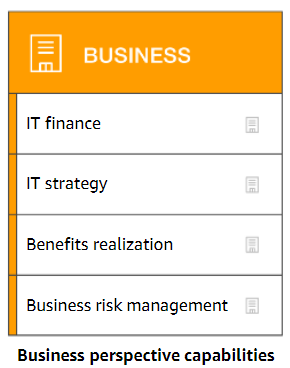 BUSINESS
IT finance
IT strategy
Benefits realization
Business risk management
Business perspective capabilities